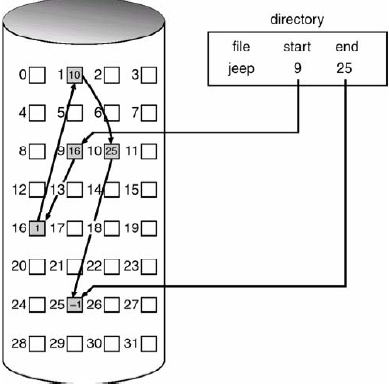 directory
file start end
jeep 9 25
0 1 10 2 3
4 5 6 7
8 9 16 10 25 11
12 13 14 15
16 1 17 18 19
20 21 22 23
24 25 -1 26 27
28 29 30 31